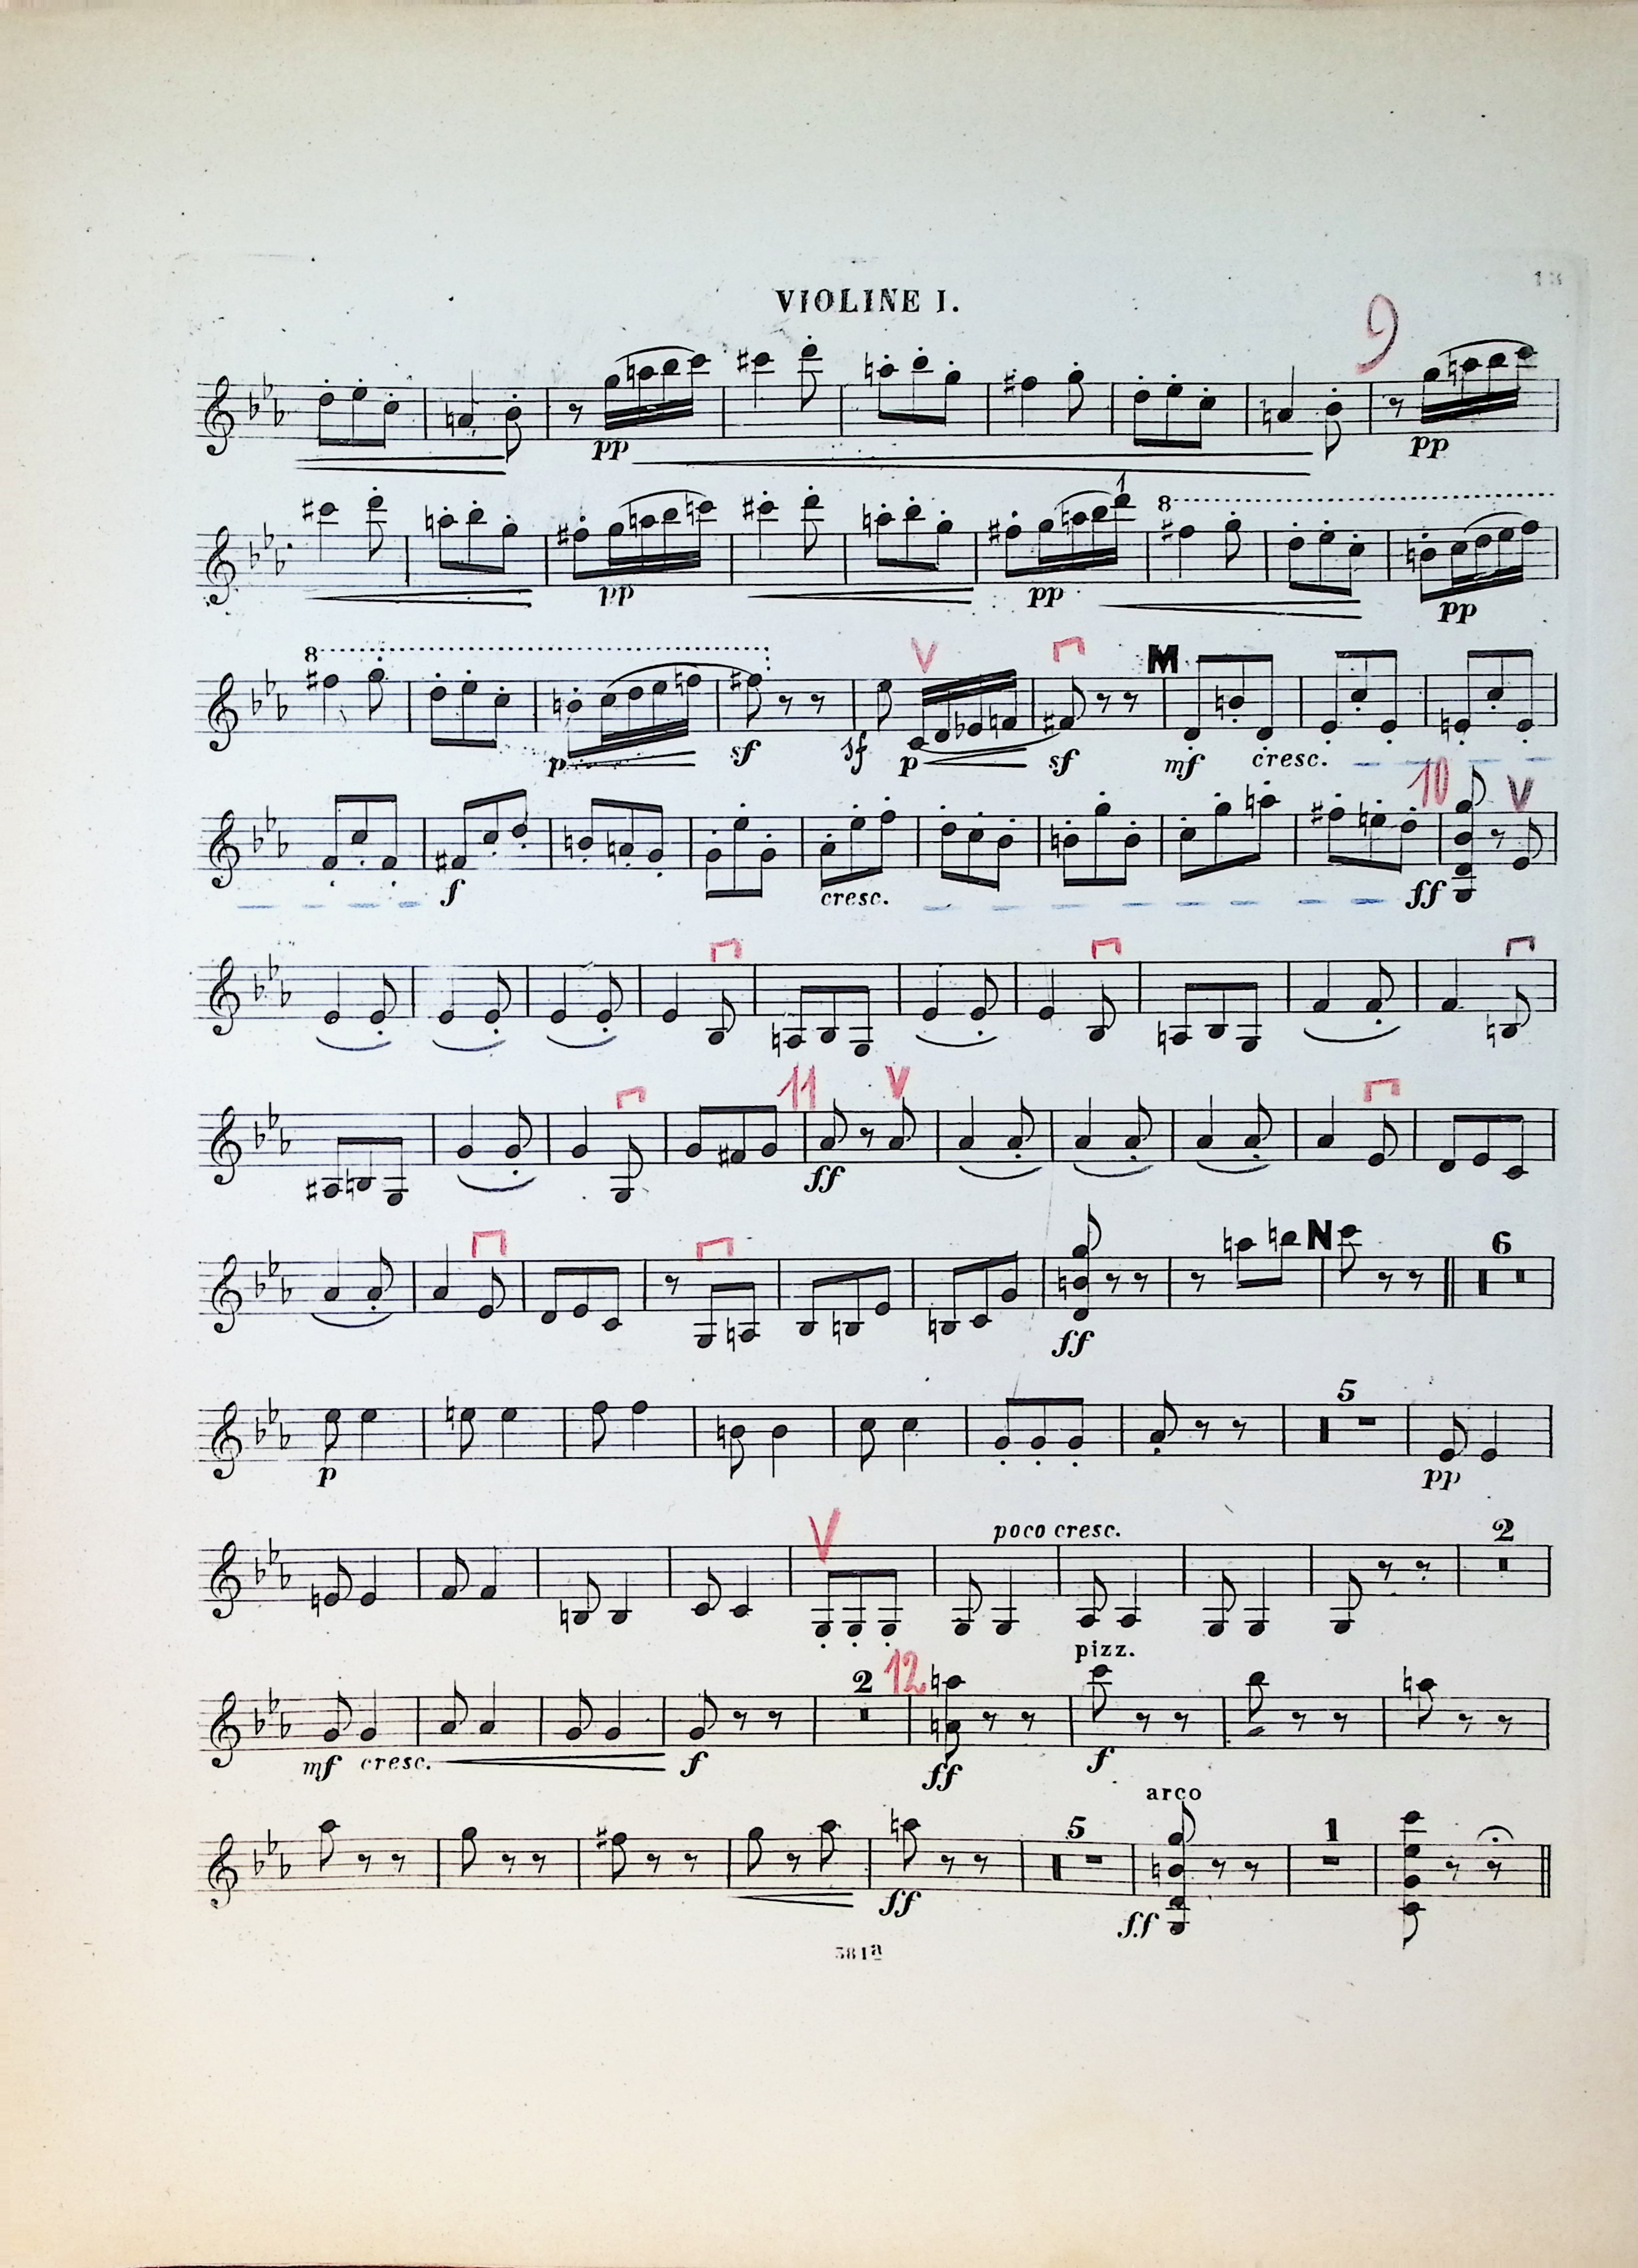 13
VIOLINE I.
9
pp pp
1 8
pp pp pp
8 V M
p sf sf p sf mf cresc.
10 V
f cresc. ff
11 V
ff
N 6
ff
5
p pp
V poco cresc. 2
pizz.
2 12
mf cresc. f ff f
arco
5 1
ff ff
381a